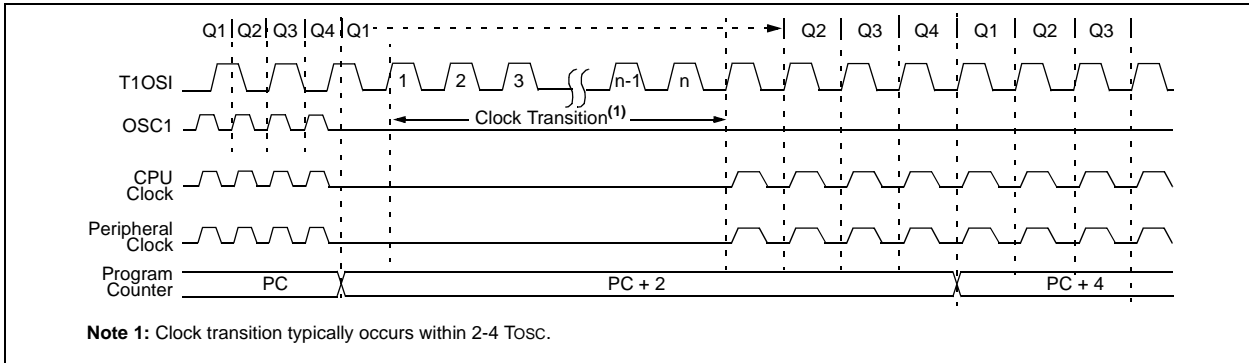 Q1 Q2 Q3 Q4 Q1 Q2 Q3 Q4 Q1 Q2 Q3
T1OSI 1 2 3 n-1 n
Clock Transition(1)
OSC1
CPU
Clock
Peripheral
Clock
Program
Counter PC PC + 2 PC + 4
Note 1: Clock transition typically occurs within 2-4 TOSC.